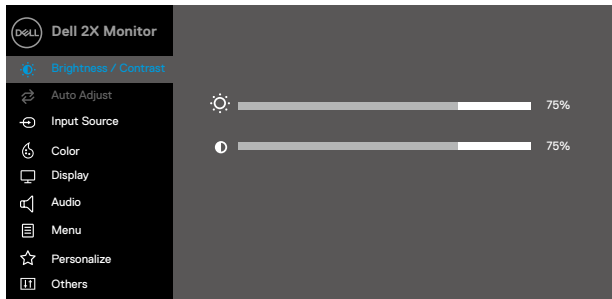 DELL
Dell 2X Monitor
Brightness / Contrast
Auto Adjust
Input Source
Color
Display
Audio
Menu
Personalize
Others
75%
75%